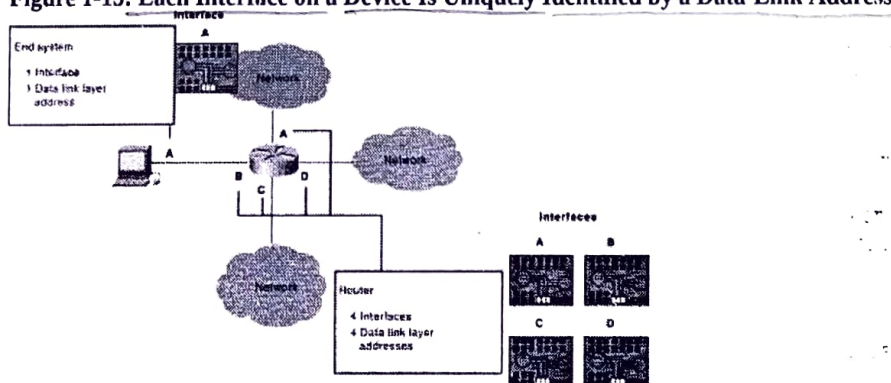 Figure 1-13. Each Interface on a Device Is Uniquely Identified by a Data-Link Address
Interface
A
End system
1 Interface
1 Data link layer
address
Network
A
A
Network
B
C
D
Network
Interfaces
A
B
Router
4 Interfaces
4 Data link layer
addresses
C
D